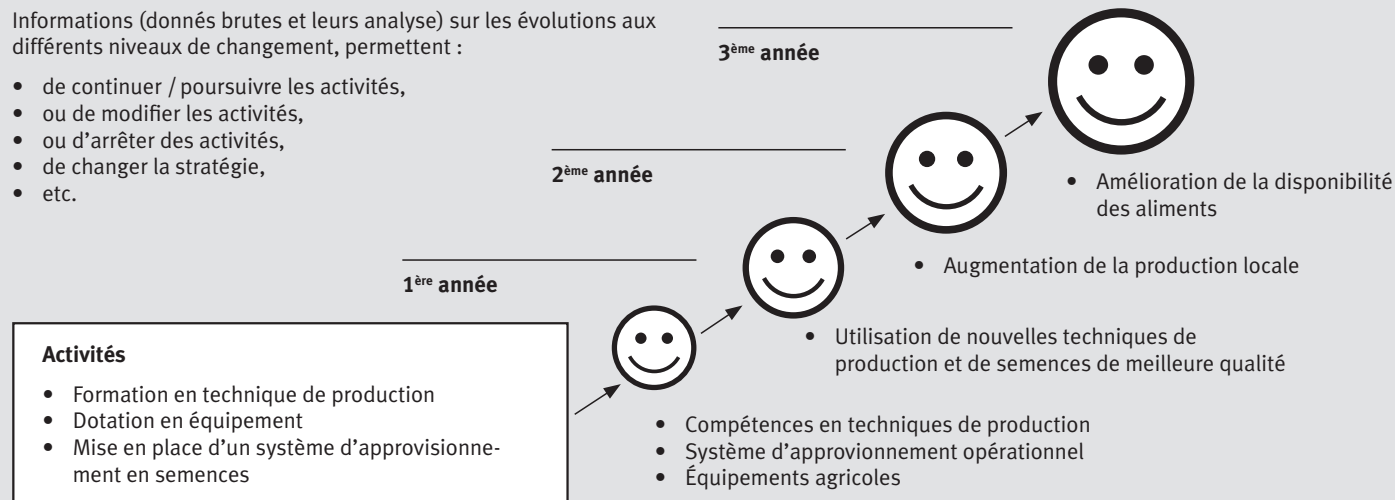 Informations (donnés brutes et leurs analyse) sur les évolutions aux
différents niveaux de changement, permettent :
• de continuer / poursuivre les activités,
• ou de modifier les activités,
• ou d'arrêter des activités,
• de changer la stratégie,
• etc.
3ème année
2ème année
1ère année
• Amélioration de la disponibilité
des aliments
• Augmentation de la production locale
• Utilisation de nouvelles techniques de
production et de semences de meilleure qualité
Activités
• Formation en technique de production
• Dotation en équipement
• Mise en place d'un système d'approvisionne-
ment en semences
• Compétences en techniques de production
• Système d'approvionnement opérationnel
• Équipements agricoles